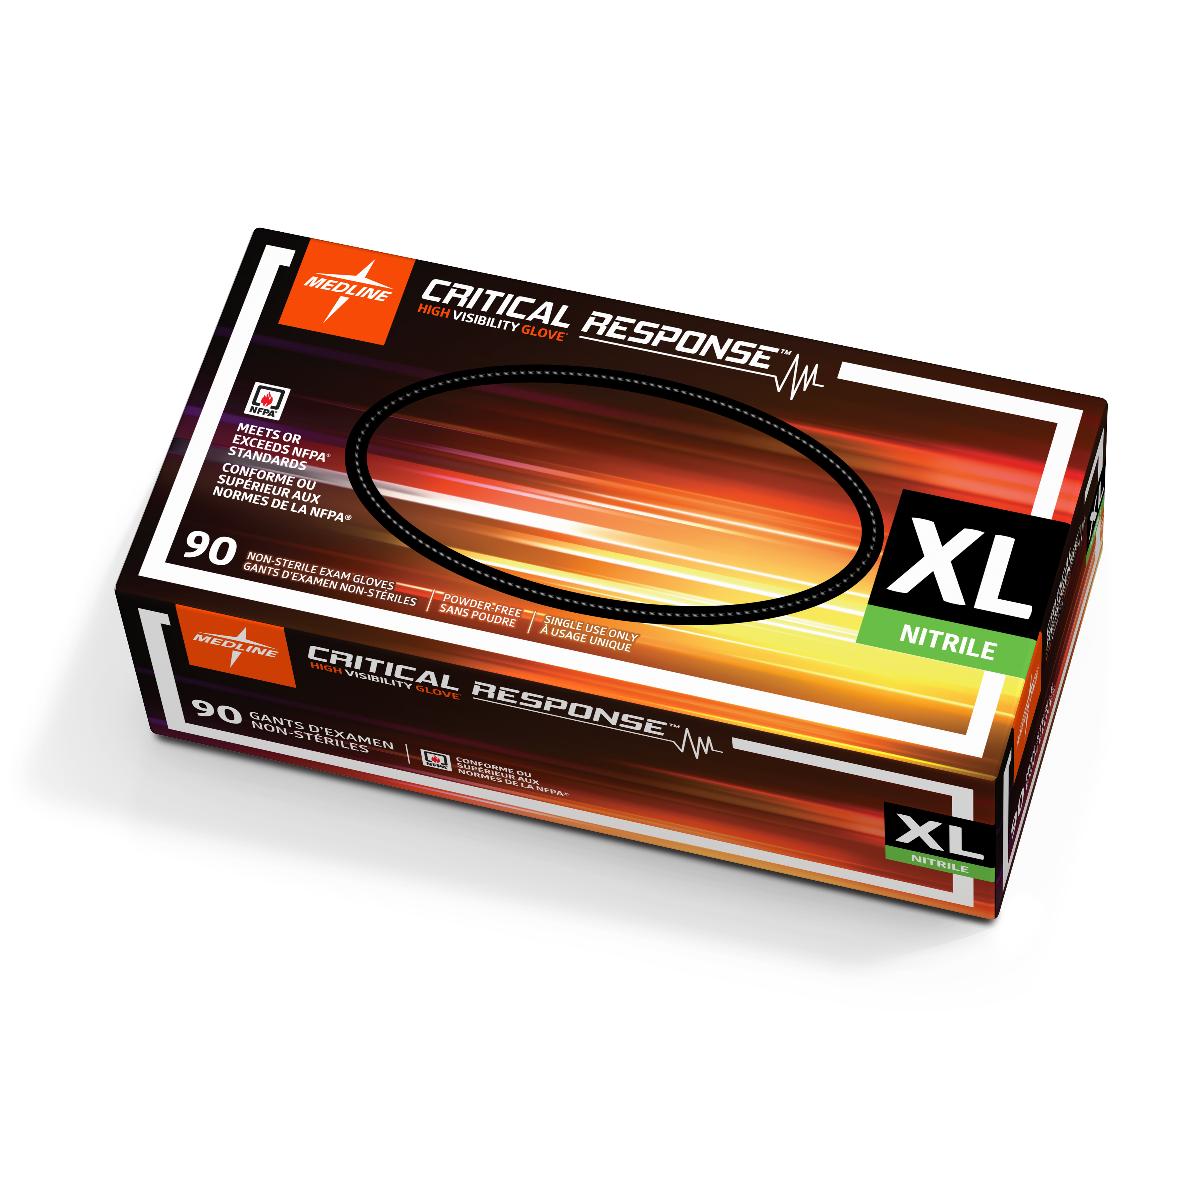 MEDLINE
CRITICAL RESPONSE™
HIGH VISIBILITY GLOVE
NFPA
MEETS OR
EXCEEDS NFPA®
STANDARDS
CONFORME OU
SUPÉRIEUR AUX
NORMES DE LA NFPA®
90
NON-STERILE EXAM GLOVES
GANTS D'EXAMEN NON-STÉRILES
POWDER-FREE
SANS POUDRE
SINGLE USE ONLY
À USAGE UNIQUE
XL
NITRILE
MEDLINE
CRITICAL RESPONSE™
HIGH VISIBILITY GLOVE
90
GANTS D'EXAMEN
NON-STÉRILES
NFPA
CONFORME OU
SUPÉRIEUR AUX
NORMES DE LA NFPA®
XL
NITRILE